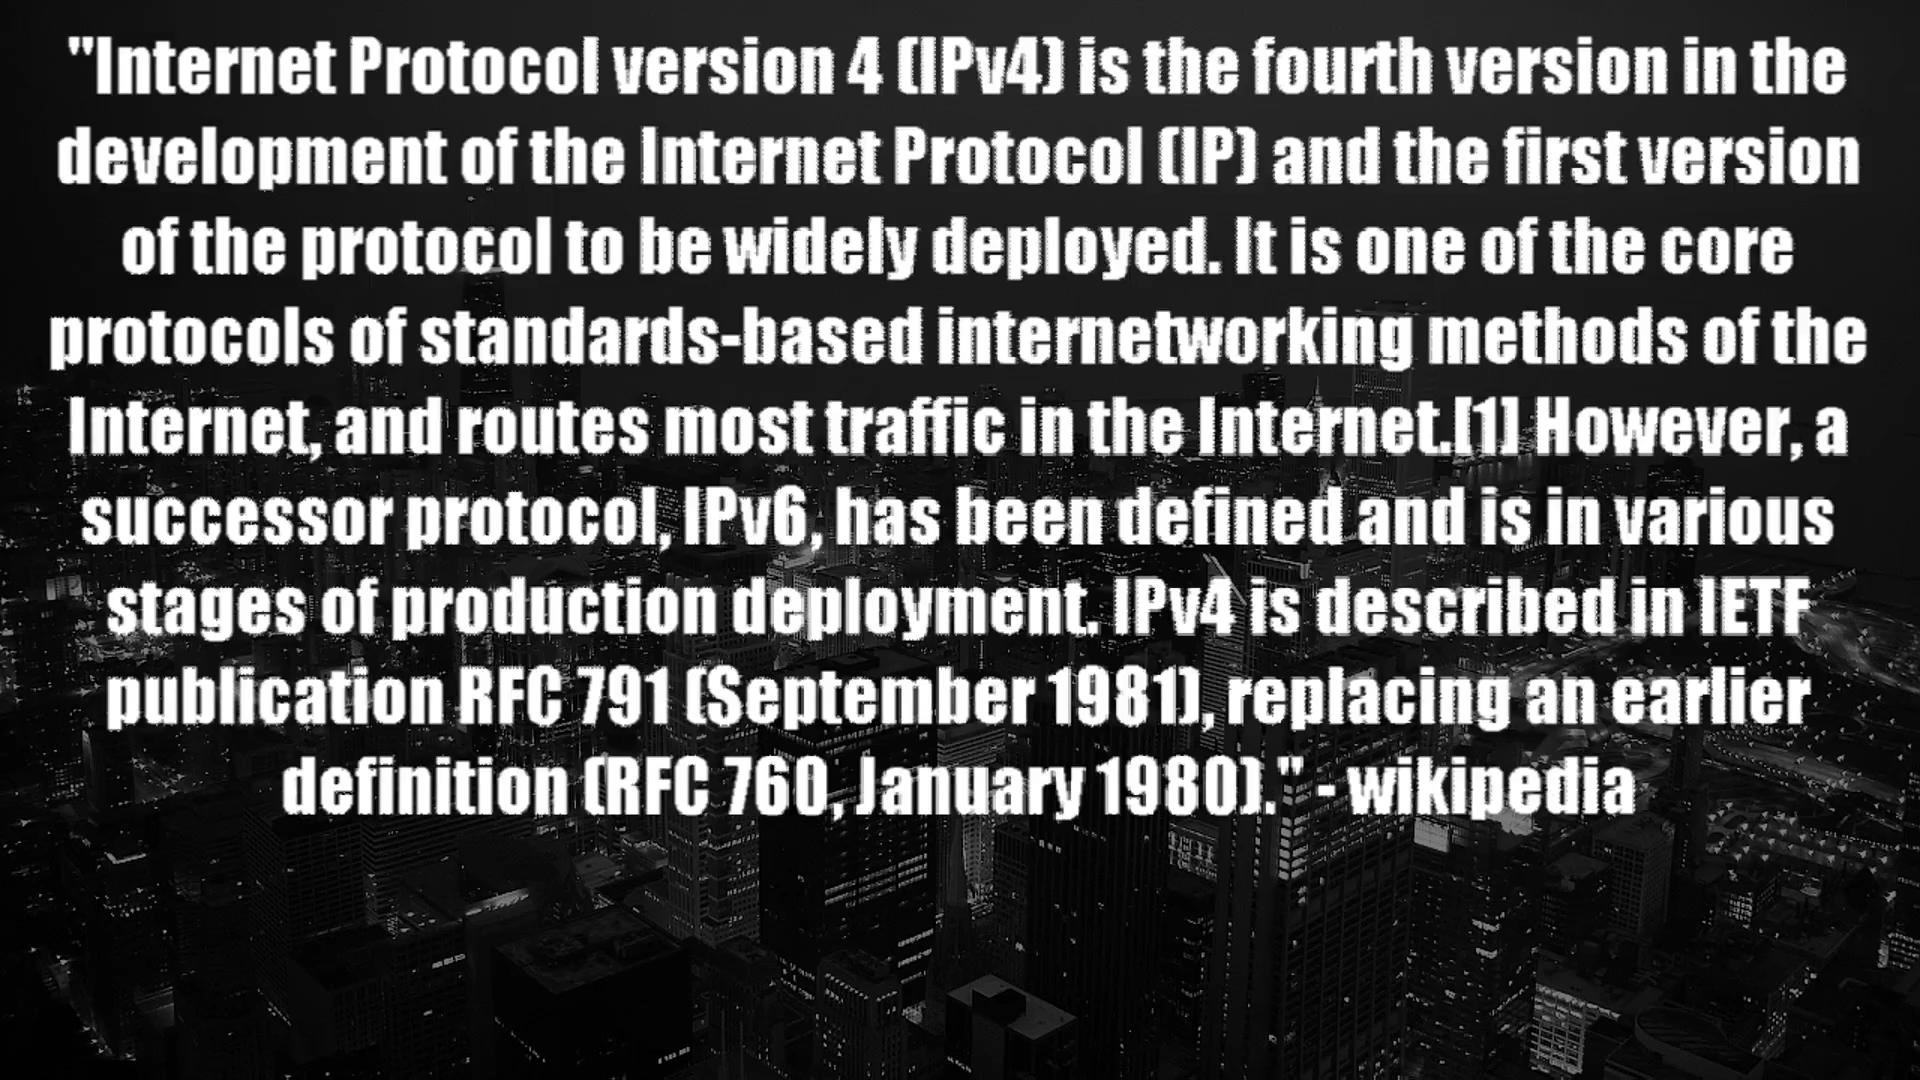 "Internet Protocol version 4 (IPv4) is the fourth version in the
development of the Internet Protocol (IP) and the first version
of the protocol to be widely deployed. It is one of the core
protocols of standards-based internetworking methods of the
Internet, and routes most traffic in the Internet.[1] However, a
successor protocol, IPv6, has been defined and is in various
stages of production deployment. IPv4 is described in IETF
publication RFC 791 (September 1981), replacing an earlier
definition (RFC 760, January 1980)." - wikipedia